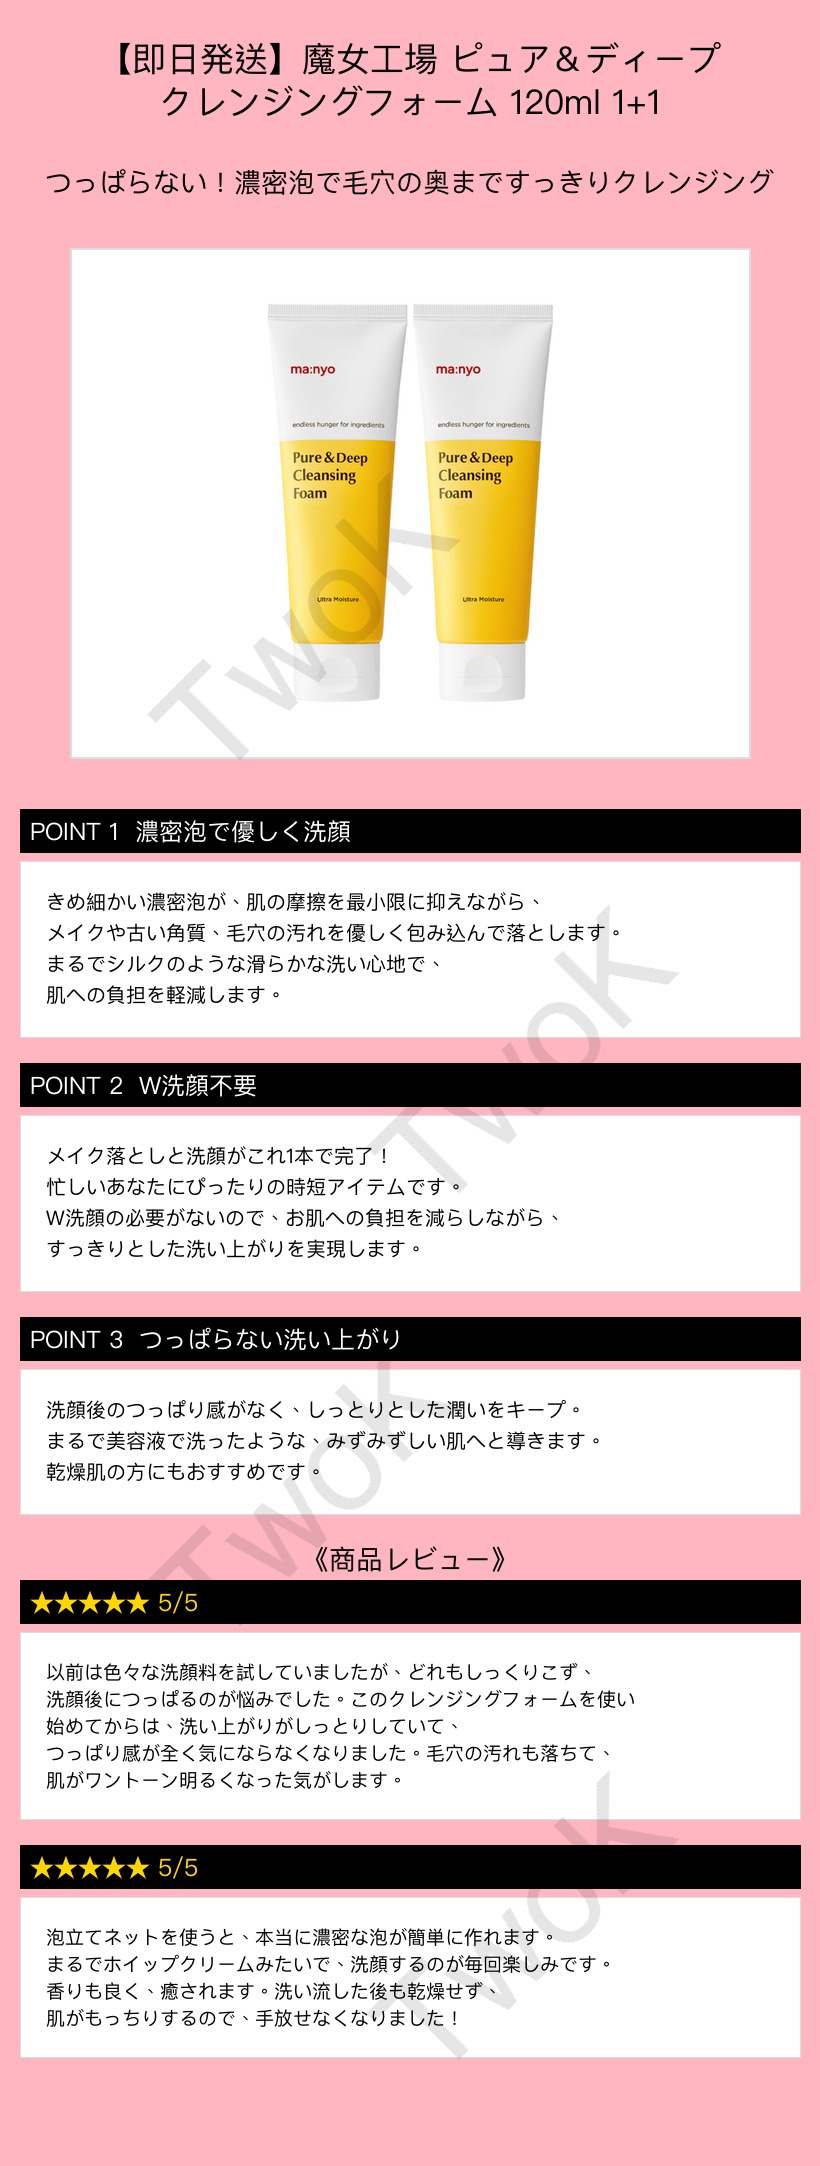 【即日発送】魔女工場 ピュア＆ディープ
クレンジングフォーム 120ml 1+1
つっぱらない！濃密泡で毛穴の奥まですっきりクレンジング
ma:nyo
endless hunger for ingredients
Pure & Deep
Cleansing
Foam
Ultra Moisture
ma:nyo
endless hunger for ingredients
Pure & Deep
Cleansing
Foam
Ultra Moisture
TwoK
POINT 1 濃密泡で優しく洗顔
きめ細かい濃密泡が、肌の摩擦を最小限に抑えながら、
メイクや古い角質、毛穴の汚れを優しく包み込んで落とします。
まるでシルクのような滑らかな洗い心地で、
肌への負担を軽減します。
TwoK
POINT 2 W洗顔不要
メイク落としと洗顔がこれ1本で完了！
忙しいあなたにぴったりの時短アイテムです。
W洗顔の必要がないので、お肌への負担を減らしながら、
すっきりとした洗い上がりを実現します。
POINT 3 つっぱらない洗い上がり
洗顔後のつっぱり感がなく、しっとりとした潤いをキープ。
まるで美容液で洗ったような、みずみずしい肌へと導きます。
乾燥肌の方にもおすすめです。
TwoK
《商品レビュー》
★★★★★ 5/5
以前は色々な洗顔料を試していましたが、どれもしっくりこず、
洗顔後につっぱるのが悩みでした。このクレンジングフォームを使い
始めてからは、洗い上がりがしっとりしていて、
つっぱり感が全く気にならなくなりました。毛穴の汚れも落ちて、
肌がワントーン明るくなった気がします。
★★★★★ 5/5
泡立てネットを使うと、本当に濃密な泡が簡単に作れます。
まるでホイップクリームみたいで、洗顔するのが毎回楽しみです。
香りも良く、癒されます。洗い流した後も乾燥せず、
肌がもっちりするので、手放せなくなりました！
TwoK